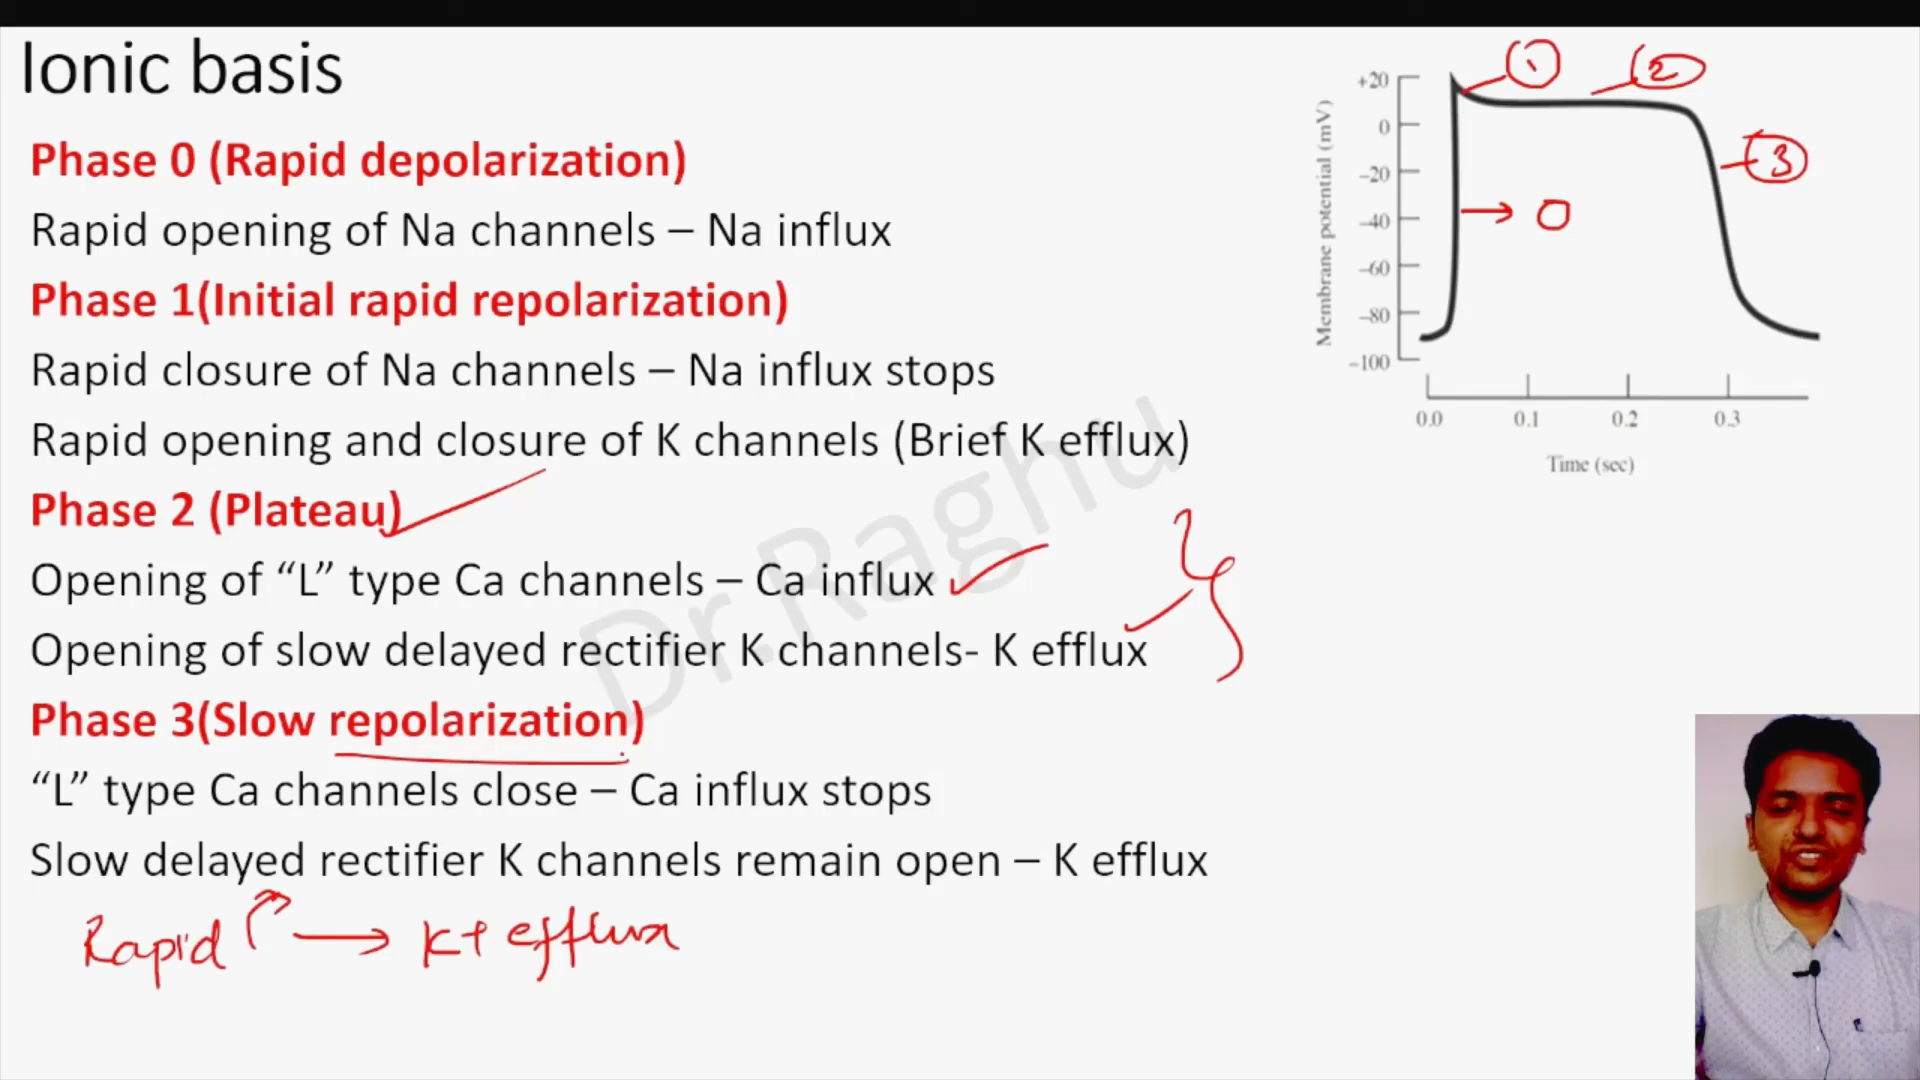 Ionic basis
Phase 0 (Rapid depolarization)
Rapid opening of Na channels – Na influx
Phase 1(Initial rapid repolarization)
Rapid closure of Na channels – Na influx stops
Rapid opening and closure of K channels (Brief K efflux)
Phase 2 (Plateau)
Opening of “L” type Ca channels – Ca influx
Opening of slow delayed rectifier K channels- K efflux
Phase 3(Slow repolarization)
“L” type Ca channels close – Ca influx stops
Slow delayed rectifier K channels remain open – K efflux
Rapid → K+ efflux
Dr.Raghu
1
2
3
0
Membrane potential (mV)
+20
0
–20
–40
–60
–80
–100
0.0 0.1 0.2 0.3
Time (sec)